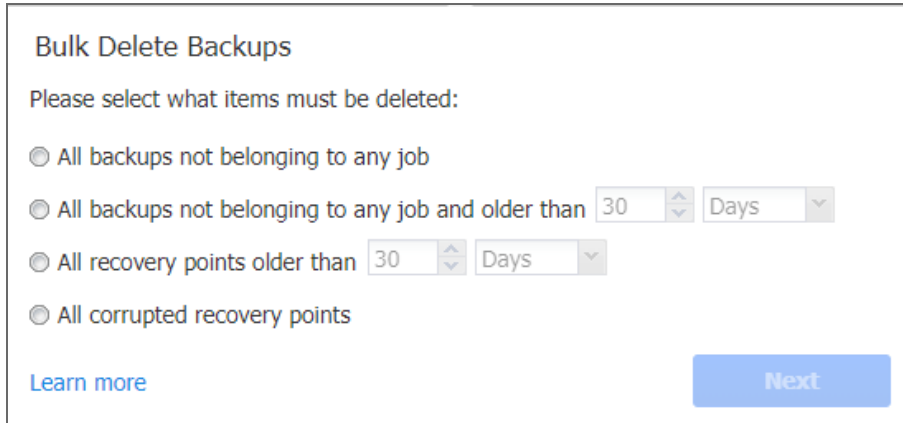 Bulk Delete Backups
Please select what items must be deleted:
All backups not belonging to any job
All backups not belonging to any job and older than 30 Days
All recovery points older than 30 Days
All corrupted recovery points
Learn more Next